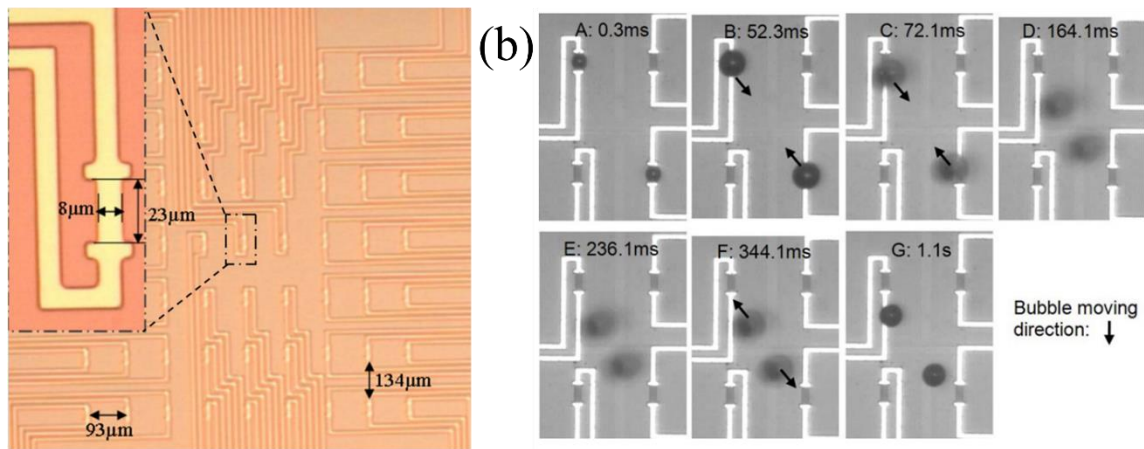 8μm
23μm
134μm
93μm
(b)
A: 0.3ms
B: 52.3ms
C: 72.1ms
D: 164.1ms
E: 236.1ms
F: 344.1ms
G: 1.1s
Bubble moving
direction: